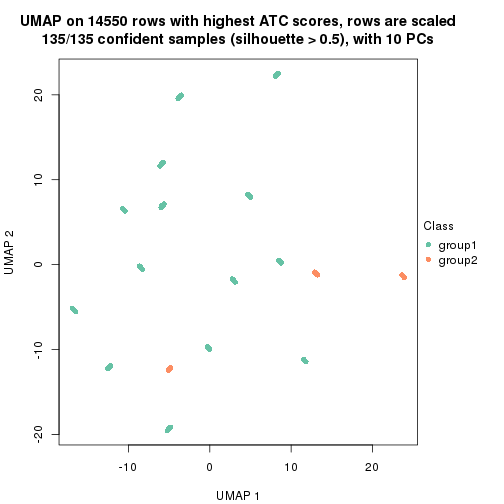 UMAP on 14550 rows with highest ATC scores, rows are scaled
135/135 confident samples (silhouette > 0.5), with 10 PCs
20
10
0
-10
-20
UMAP 2
Class
group1
group2
-10
0
10
20
UMAP 1